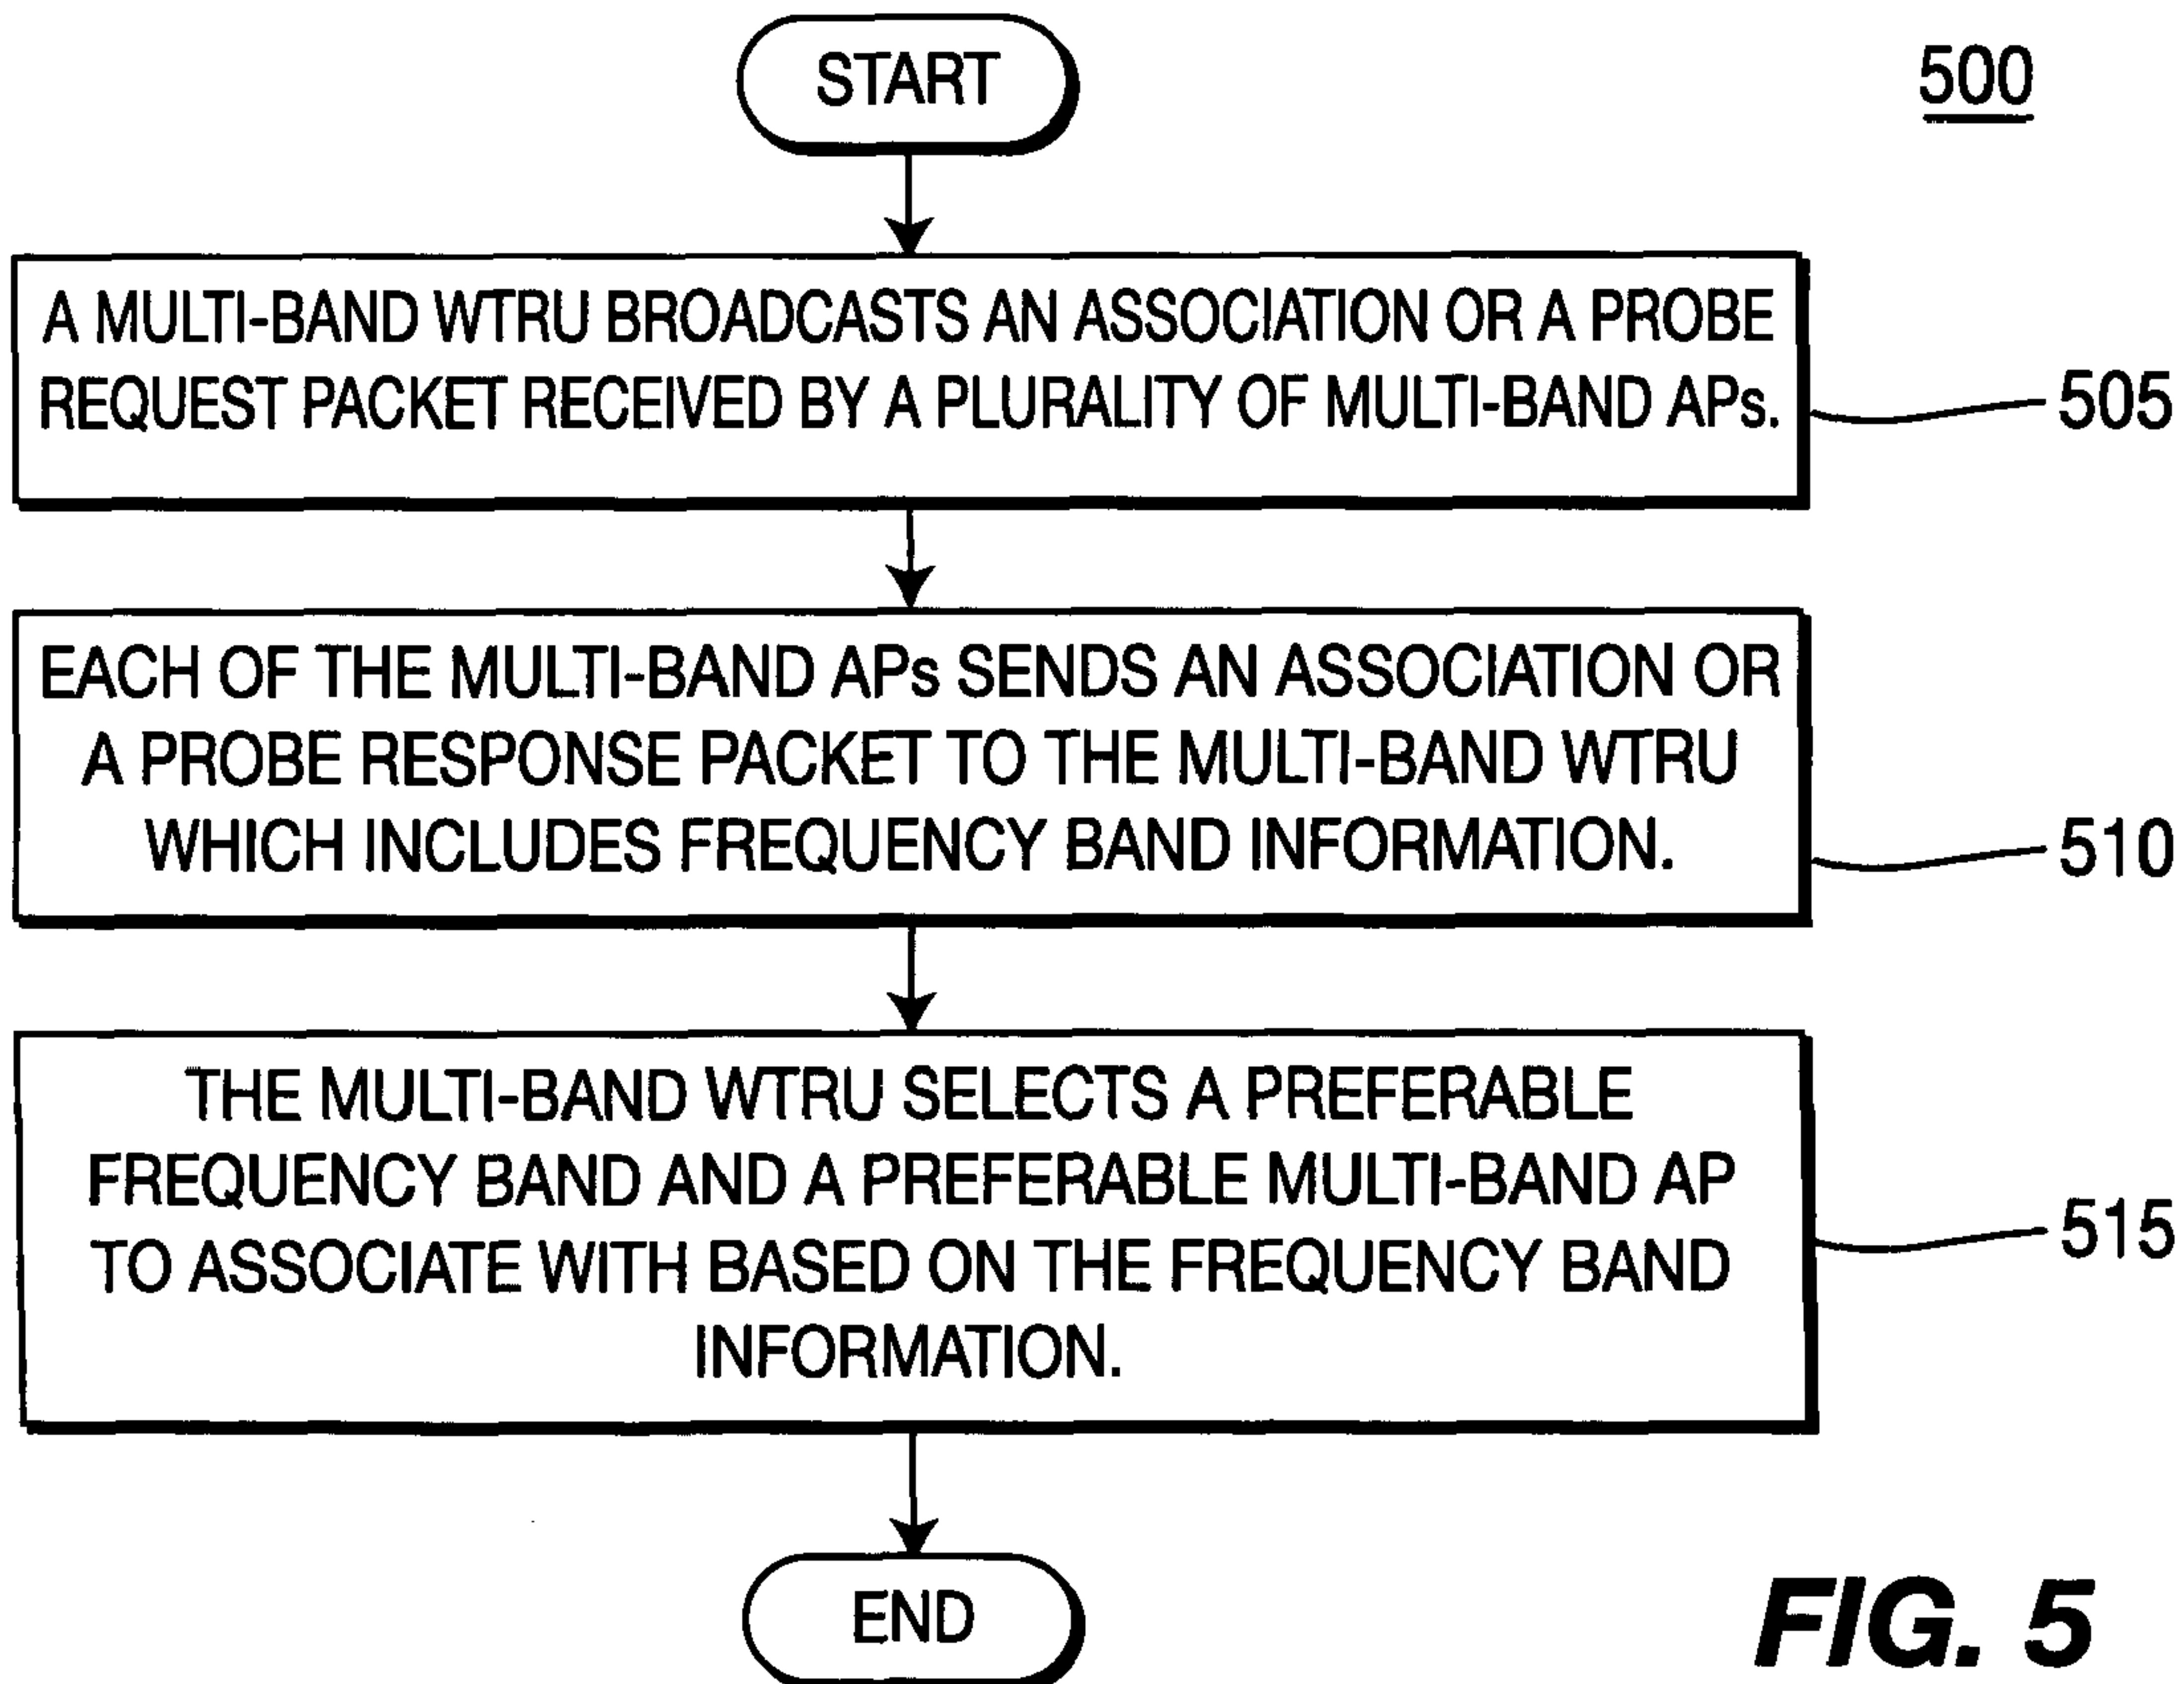 START
500
A MULTI-BAND WTRU BROADCASTS AN ASSOCIATION OR A PROBE
REQUEST PACKET RECEIVED BY A PLURALITY OF MULTI-BAND APs.
505
EACH OF THE MULTI-BAND APs SENDS AN ASSOCIATION OR
A PROBE RESPONSE PACKET TO THE MULTI-BAND WTRU
WHICH INCLUDES FREQUENCY BAND INFORMATION.
510
THE MULTI-BAND WTRU SELECTS A PREFERABLE
FREQUENCY BAND AND A PREFERABLE MULTI-BAND AP
TO ASSOCIATE WITH BASED ON THE FREQUENCY BAND
INFORMATION.
515
END
FIG. 5